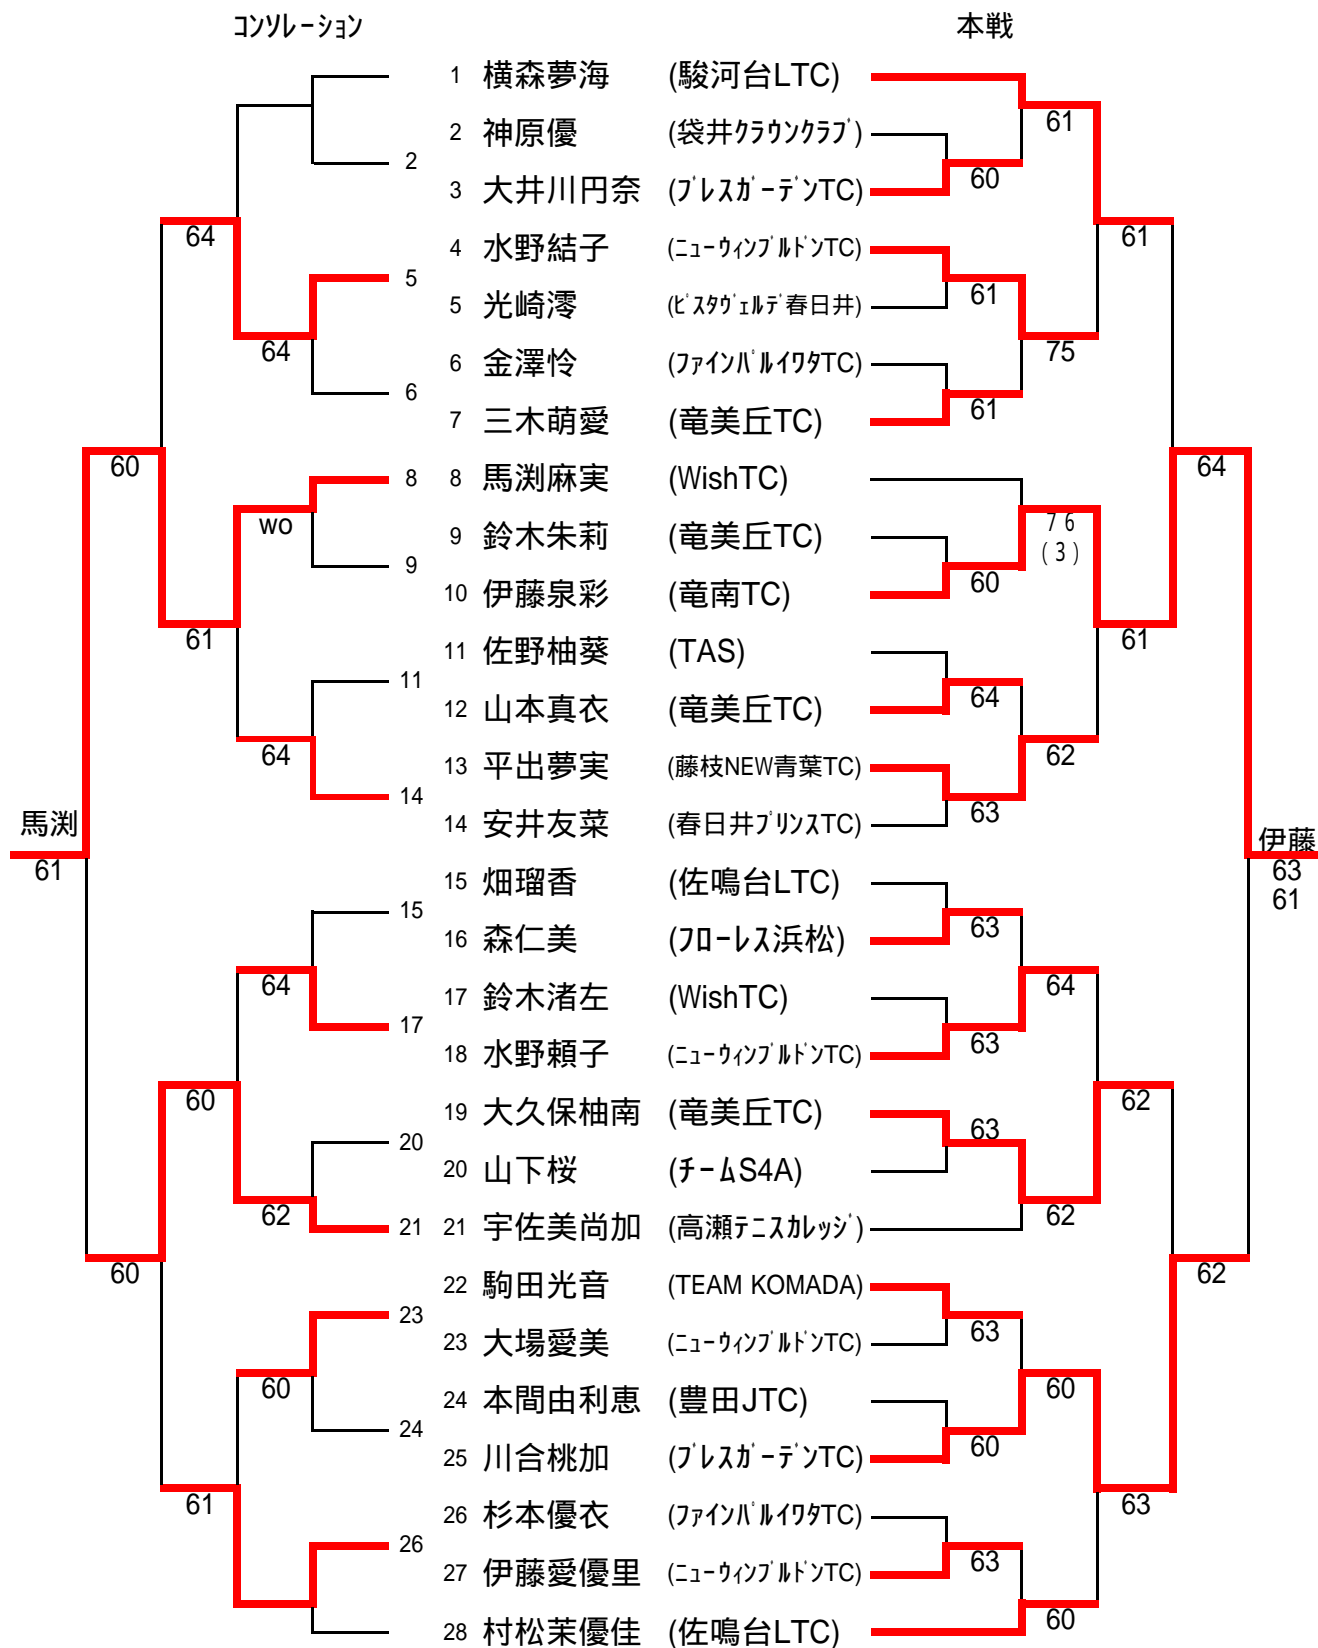 コンソレーション 本戦
1 横森夢海 (駿河台LTC)
61
2 神原優 (袋井クラウンクラブ)
2
60
3 大井川円奈 (ブレスガーデンTC)
64 61
4 水野結子 (ニューウィンブルドンTC)
5
61
5 光崎澪 (ビスタヴェルデ春日井)
64 75
6 金澤怜 (ファインバルイワタTC)
6
61
7 三木萌愛 (竜美丘TC)
60 64
8 8 馬渕麻実 (WishTC)
wo 76
(3)
9 鈴木朱莉 (竜美丘TC)
9
60
10 伊藤泉彩 (竜南TC)
61 61
11 佐野柚葵 (TAS)
11
64
12 山本真衣 (竜美丘TC)
64 62
13 平出夢実 (藤枝NEW青葉TC)
14
63
14 安井友菜 (春日井プリンスTC)
馬渕 伊藤
61 63
61
15 畑瑠香 (佐鳴台LTC)
15
63
16 森仁美 (フローレス浜松)
64 64
17 鈴木渚左 (WishTC)
17
63
18 水野頼子 (ニューウィンブルドンTC)
60 62
19 大久保柚南 (竜美丘TC)
63
20
20 山下桜 (チームS4A)
62 62
21 21 宇佐美尚加 (高瀬テニスカレッジ)
60 62
22 駒田光音 (TEAM KOMADA)
23
63
23 大場愛美 (ニューウィンブルドンTC)
60 60
24 本間由利恵 (豊田JTC)
24
60
25 川合桃加 (ブレスガーデンTC)
61 63
26 杉本優衣 (ファインバルイワタTC)
26
63
27 伊藤愛優里 (ニューウィンブルドンTC)
60
28 村松茉優佳 (佐鳴台LTC)